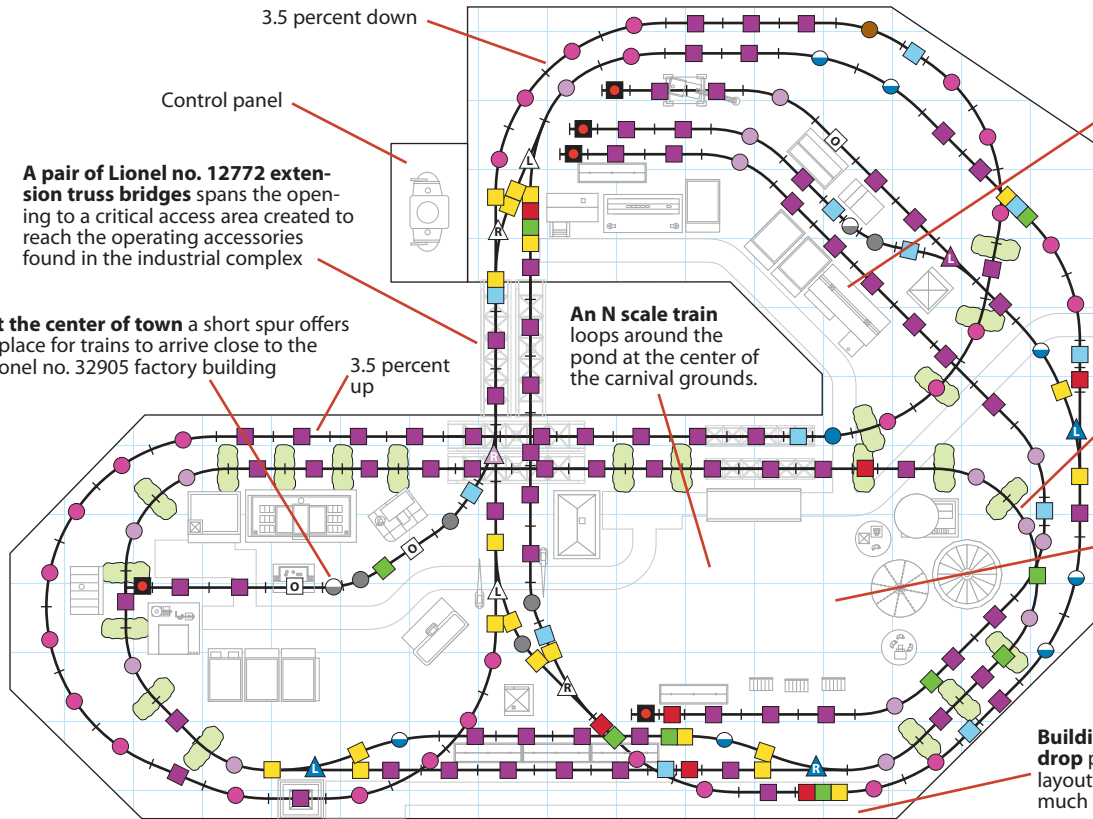 3.5 percent down
Control panel
A pair of Lionel no. 12772 exten-
sion truss bridges spans the open-
ing to a critical access area created to
reach the operating accessories
found in the industrial complex
t the center of town a short spur offers
place for trains to arrive close to the
onel no. 32905 factory building
3.5 percent
up
An N scale train
loops around the
pond at the center of
the carnival grounds.
L
R
O
L
L
R
O
O
L
R
L
R
Buildi
drop p
layout
much